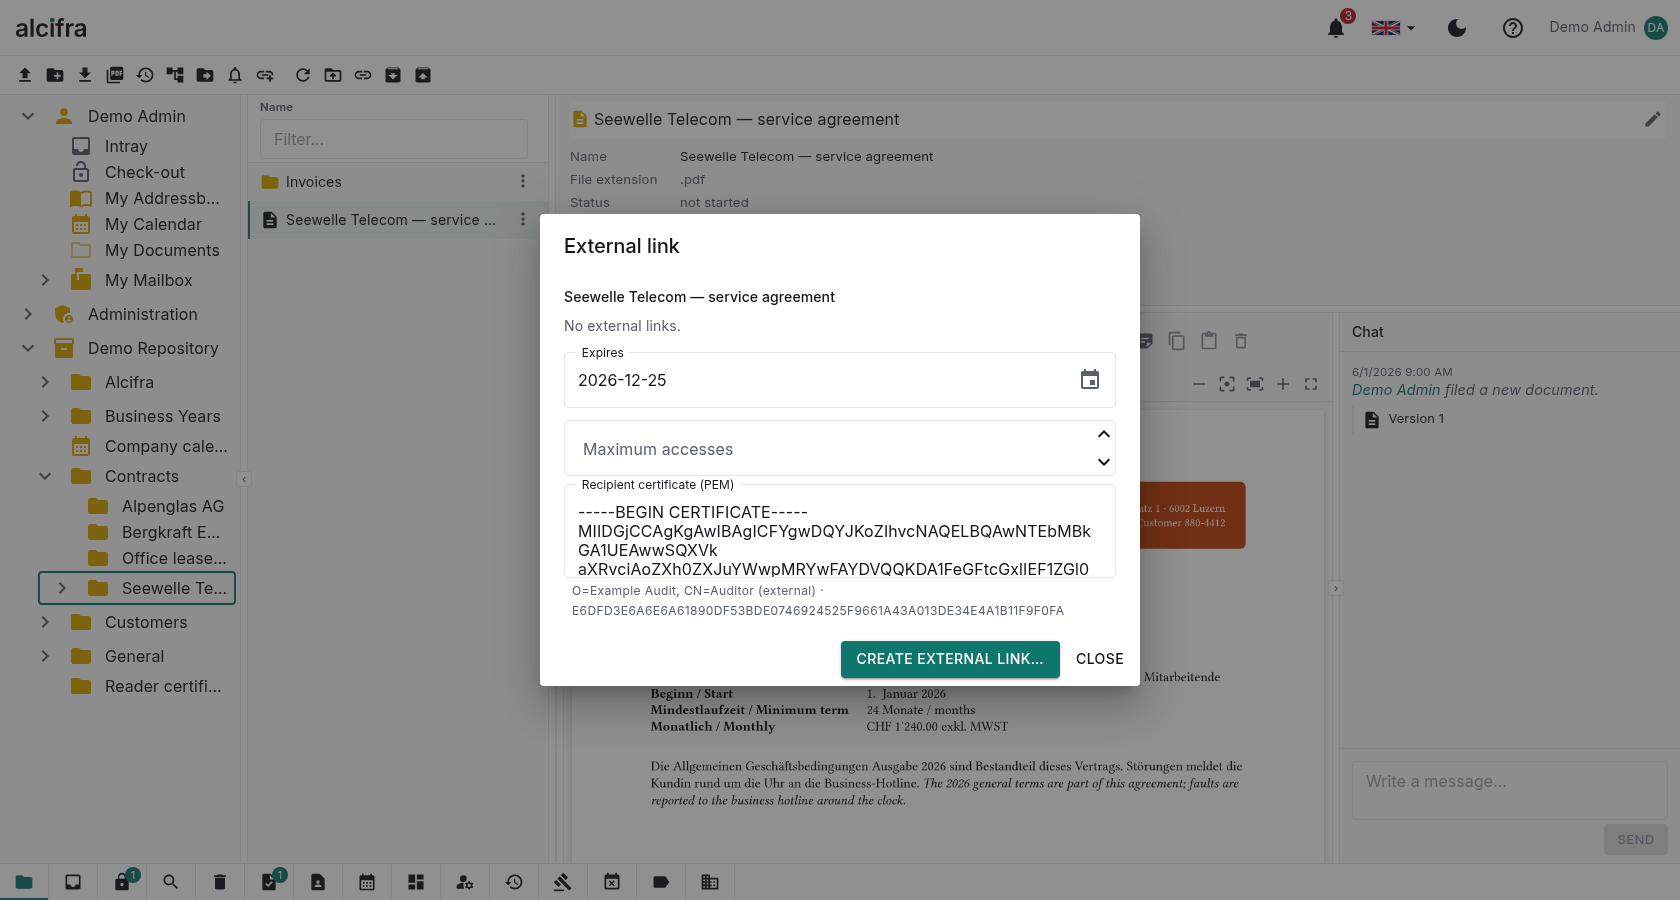 alcifra
3
Demo Admin
DA
Demo Admin
Intray
Check-out
My Addressb...
My Calendar
My Documents
My Mailbox
Administration
Demo Repository
Alcifra
Business Years
Company cale...
Contracts
Alpenglas AG
Bergkraft E...
Office lease...
Seewelle Te...
Customers
General
Reader certifi...
Name
Filter...
Invoices
Seewelle Telecom — service ...
Seewelle Telecom — service agreement
Name Seewelle Telecom — service agreement
File extension .pdf
Status not started
External link
Seewelle Telecom — service agreement
No external links.
Expires
2026-12-25
Maximum accesses
Recipient certificate (PEM)
-----BEGIN CERTIFICATE-----
MIIDGjCCAgKgAwIBAgICFYgwDQYJKoZIhvcNAQELBQAwNTEbMBk
GA1UEAwwSQXVk
aXRvciAoZXh0ZXJuYWwpMRYwFAYDVQQKDA1FeGFtcGxlIEF1ZGl0
O=Example Audit, CN=Auditor (external) ·
E6DFD3E6A6E6A61890DF53BDE0746924525F9661A43A013DE34E4A1B11F9F0FA
CREATE EXTERNAL LINK...
CLOSE
atz 1 · 6002 Luzern
Customer 880-4412
Mitarbeitende
Beginn / Start 1. Januar 2026
Mindestlaufzeit / Minimum term 24 Monate / months
Monatlich / Monthly CHF 1'240.00 exkl. MWST
Die Allgemeinen Geschäftsbedingungen Ausgabe 2026 sind Bestandteil dieses Vertrags. Störungen meldet die
Kundin rund um die Uhr an die Business-Hotline. The 2026 general terms are part of this agreement; faults are
reported to the business hotline around the clock.
Chat
6/1/2026 9:00 AM
Demo Admin filed a new document.
Version 1
Write a message...
SEND
1
1